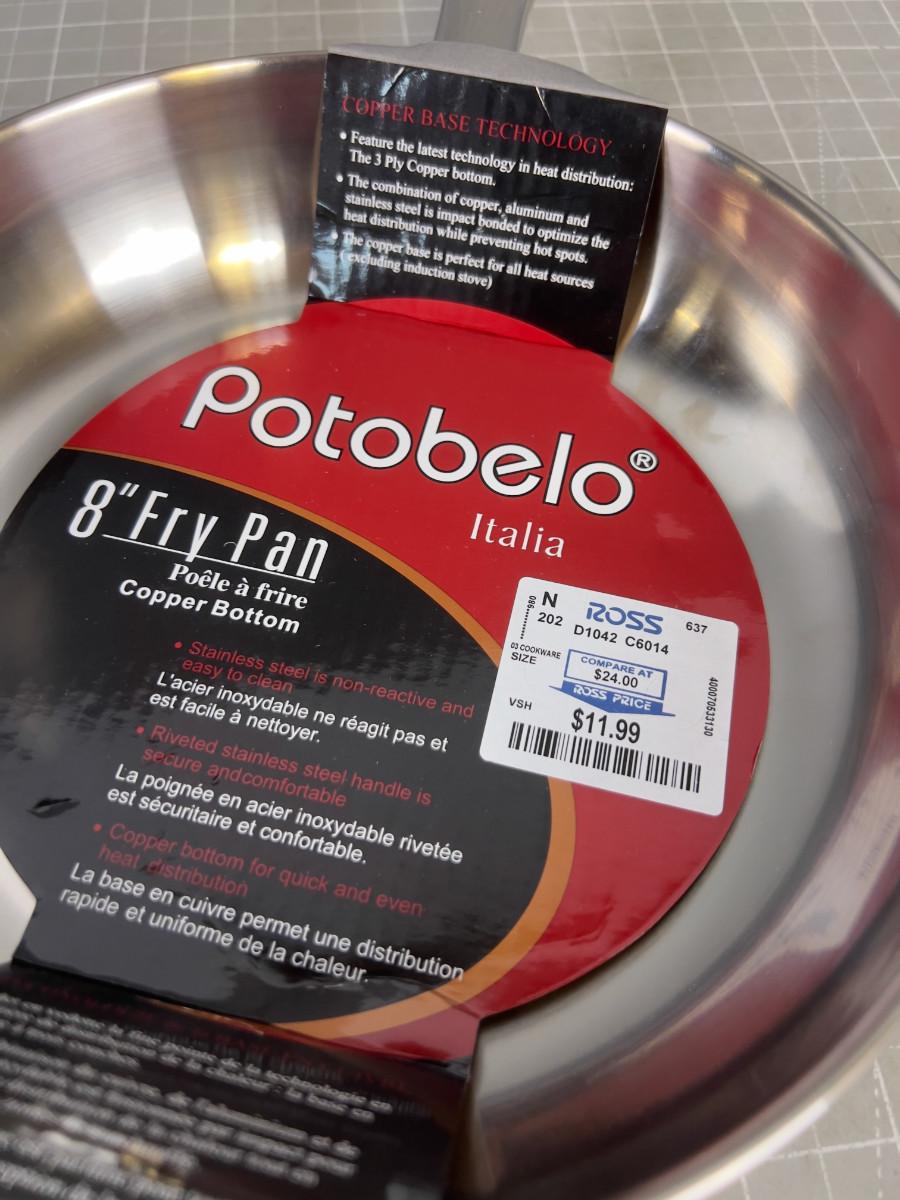 COPPER BASE TECHNOLOGY
• Feature the latest technology in heat distribution:
The 3 Ply Copper bottom.
• The combination of copper, aluminum and
stainless steel is impact bonded to optimize the
heat distribution while preventing hot spots.
The copper base is perfect for all heat sources
( excluding induction stove)
Potobelo®
Italia
8" Fry Pan
Poêle à frire
Copper Bottom
• Stainless steel is non-reactive and
easy to clean
L'acier inoxydable ne réagit pas et
est facile à nettoyer.
• Riveted stainless steel handle is
secure and comfortable
La poignée en acier inoxydable rivetée
est sécuritaire et confortable.
• Copper bottom for quick and even
heat distribution
La base en cuivre permet une distribution
rapide et uniforme de la chaleur.
N ROSS 637
202 D1042 C6014
03 COOKWARE
SIZE
COMPARE AT
$24.00
ROSS PRICE
VSH $11.99
400070533130